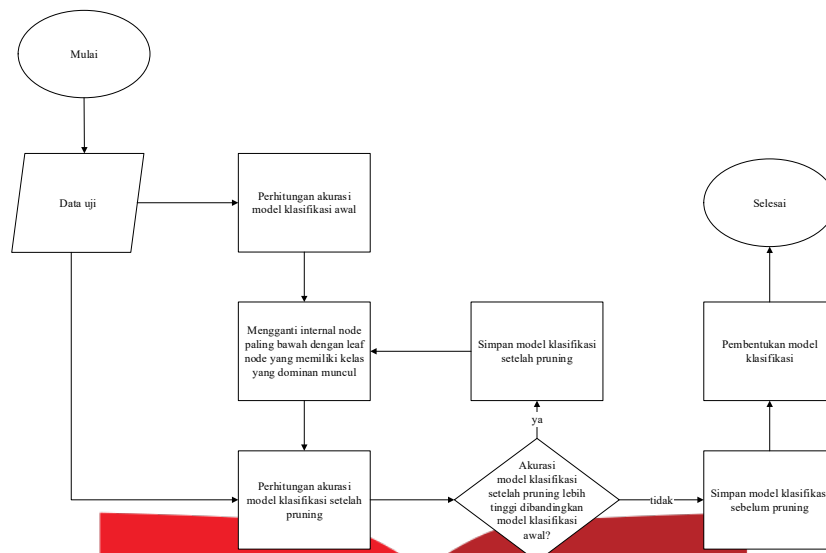 Mulai
Data uji
Perhitungan akurasi
model klasifikasi awal
Mengganti internal node
paling bawah dengan leaf
node yang memiliki kelas
yang dominan muncul
Perhitungan akurasi
model klasifikasi setelah
pruning
Simpan model klasifikasi
setelah pruning
ya
Akurasi
model klasifikasi
setelah pruning lebih
tinggi dibandingkan
model klasifikasi
awal?
tidak
Simpan model klasifikasi
sebelum pruning
Pembentukan model
klasifikasi
Selesai